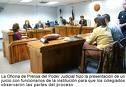 La Oficina de Prensa del Poder Judicial hizo la presentación de un
juicio con funcionarios de la institución para que los colegiados
observaran las partes del proceso